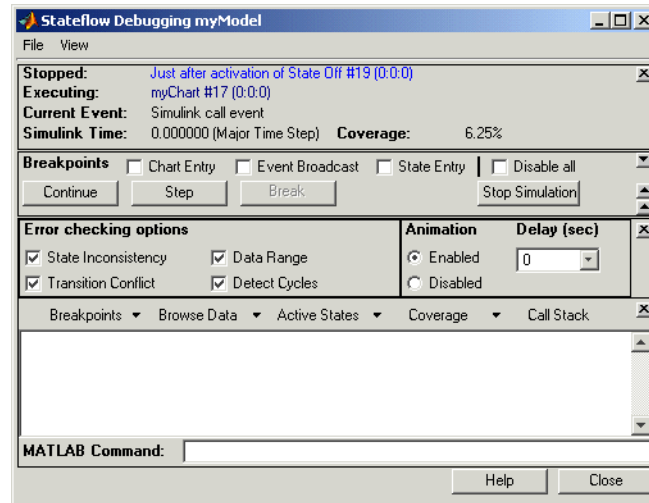 Stateflow Debugging myModel
File View
Stopped: Just after activation of State Off #19 (0:0:0)
Executing: myChart #17 (0:0:0)
Current Event: Simulink call event
Simulink Time: 0.000000 (Major Time Step) Coverage: 6.25%
Breakpoints Chart Entry Event Broadcast State Entry Disable all
Continue Step Break Stop Simulation
Error checking options Animation Delay (sec)
State Inconsistency Data Range Enabled 0
Transition Conflict Detect Cycles Disabled
Breakpoints Browse Data Active States Coverage Call Stack
MATLAB Command:
Help Close